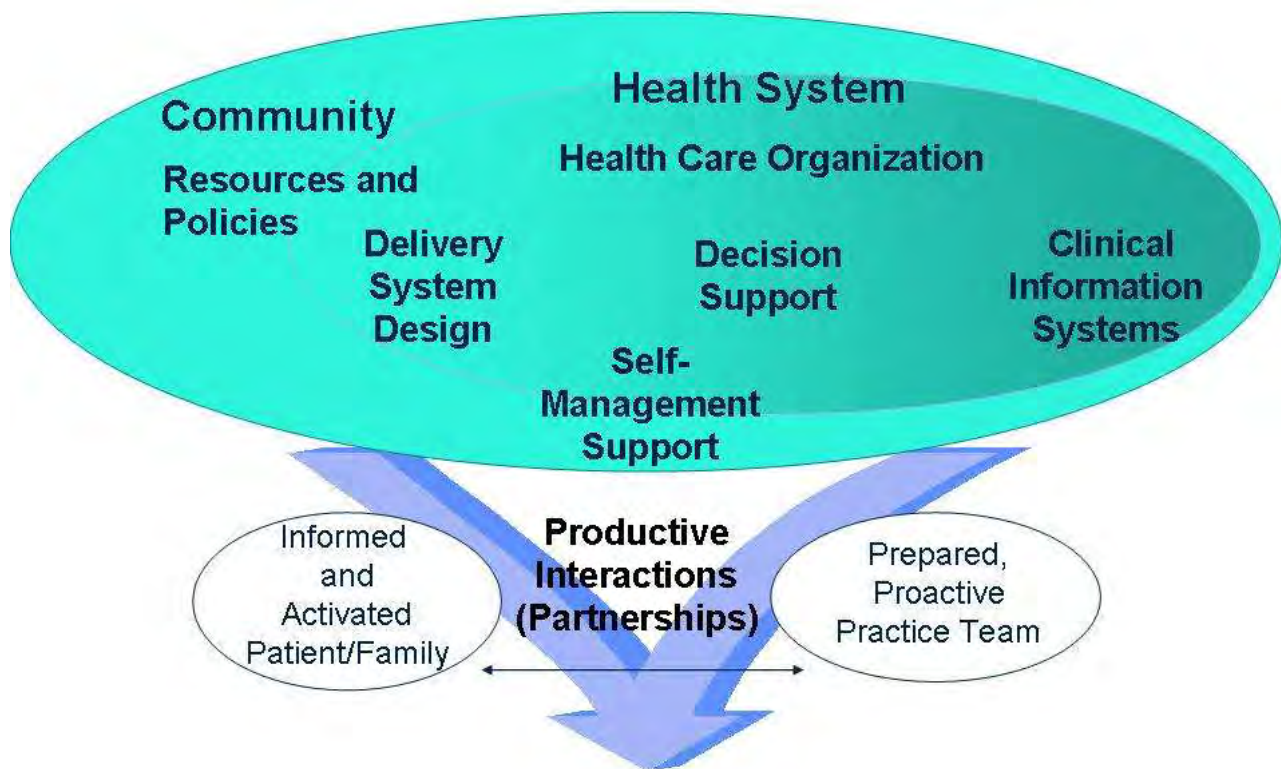 Community
Resources and
Policies
Health System
Health Care Organization
Delivery
System
Design
Decision
Support
Clinical
Information
Systems
Self-
Management
Support
Informed
and
Activated
Patient/Family
Productive
Interactions
(Partnerships)
Prepared,
Proactive
Practice Team